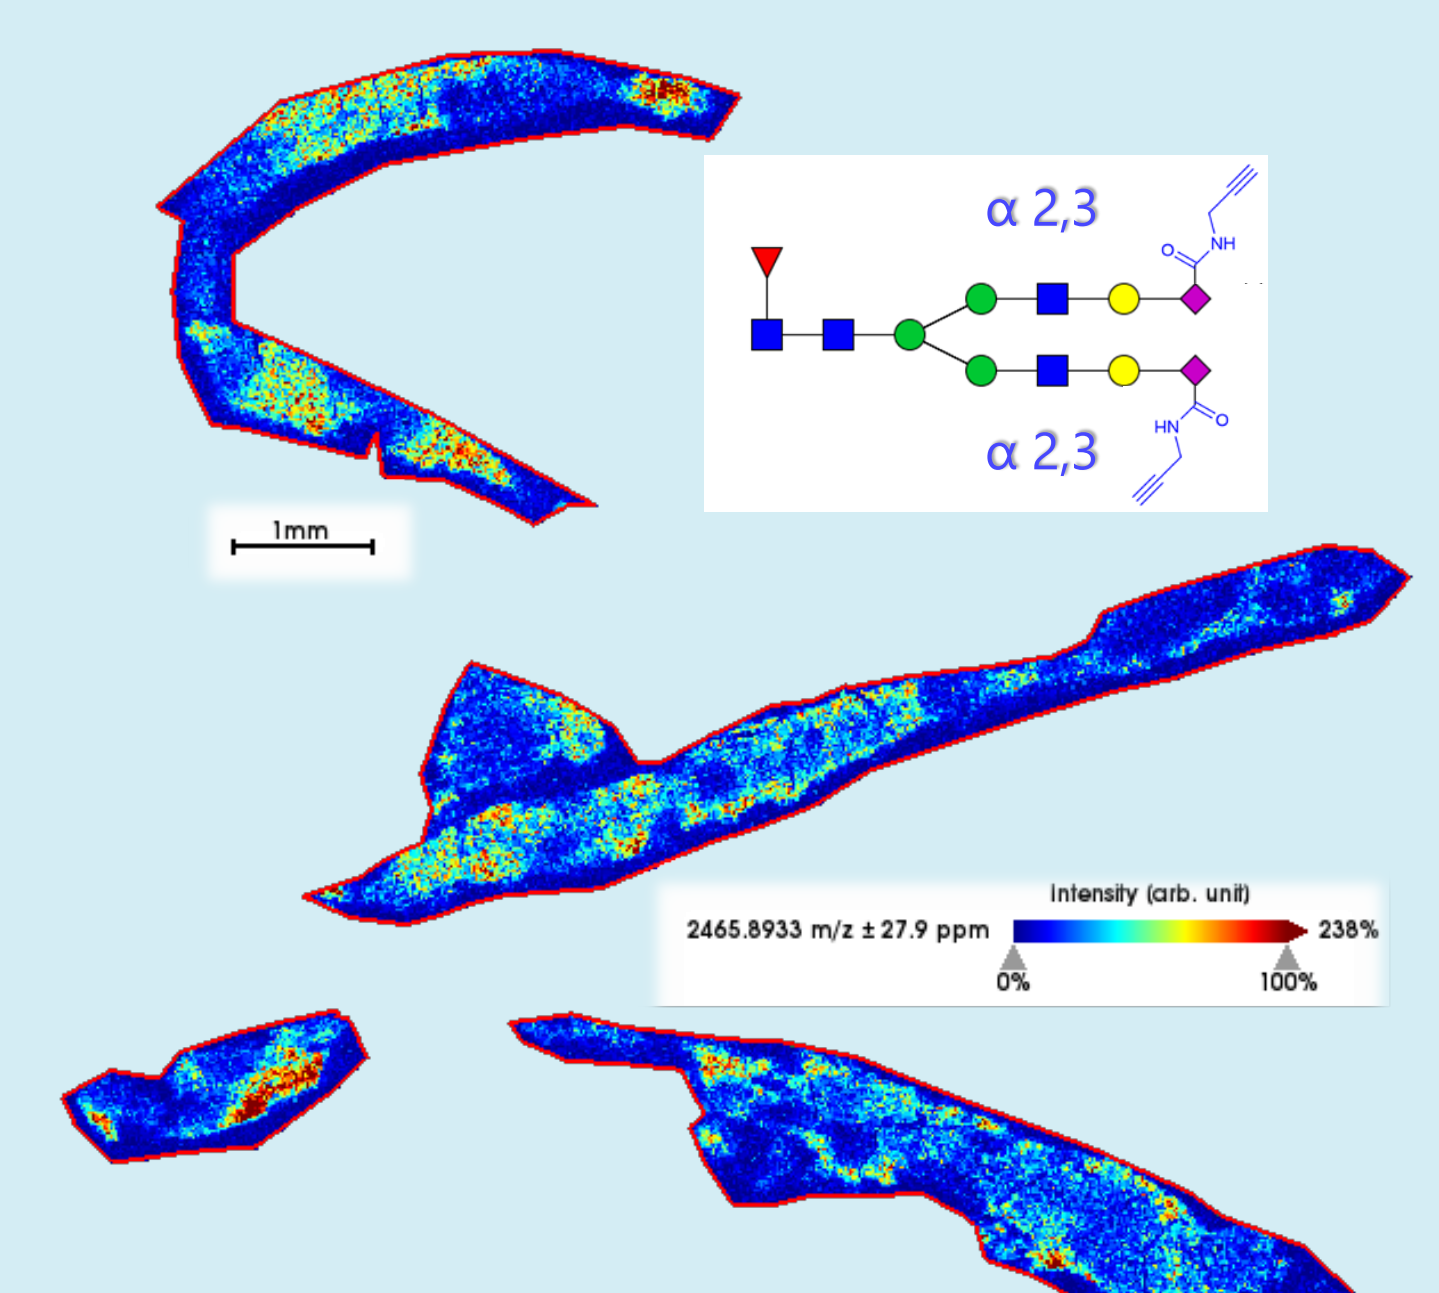 α 2,3
O
NH
HN
O
α 2,3
1mm
Intensity (arb. unit)
2465.8933 m/z ± 27.9 ppm
238%
0%
100%